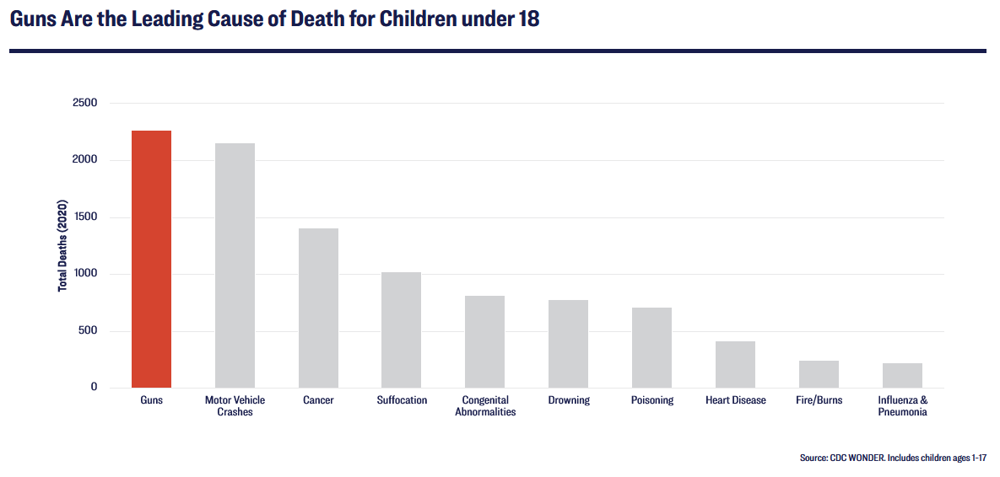 Guns Are the Leading Cause of Death for Children under 18
Total Deaths (2020)
2500
2000
1500
1000
500
0
Guns
Motor Vehicle
Crashes
Cancer
Suffocation
Congenital
Abnormalities
Drowning
Poisoning
Heart Disease
Fire/Burns
Influenza &
Pneumonia
Source: CDC WONDER. Includes children ages 1-17